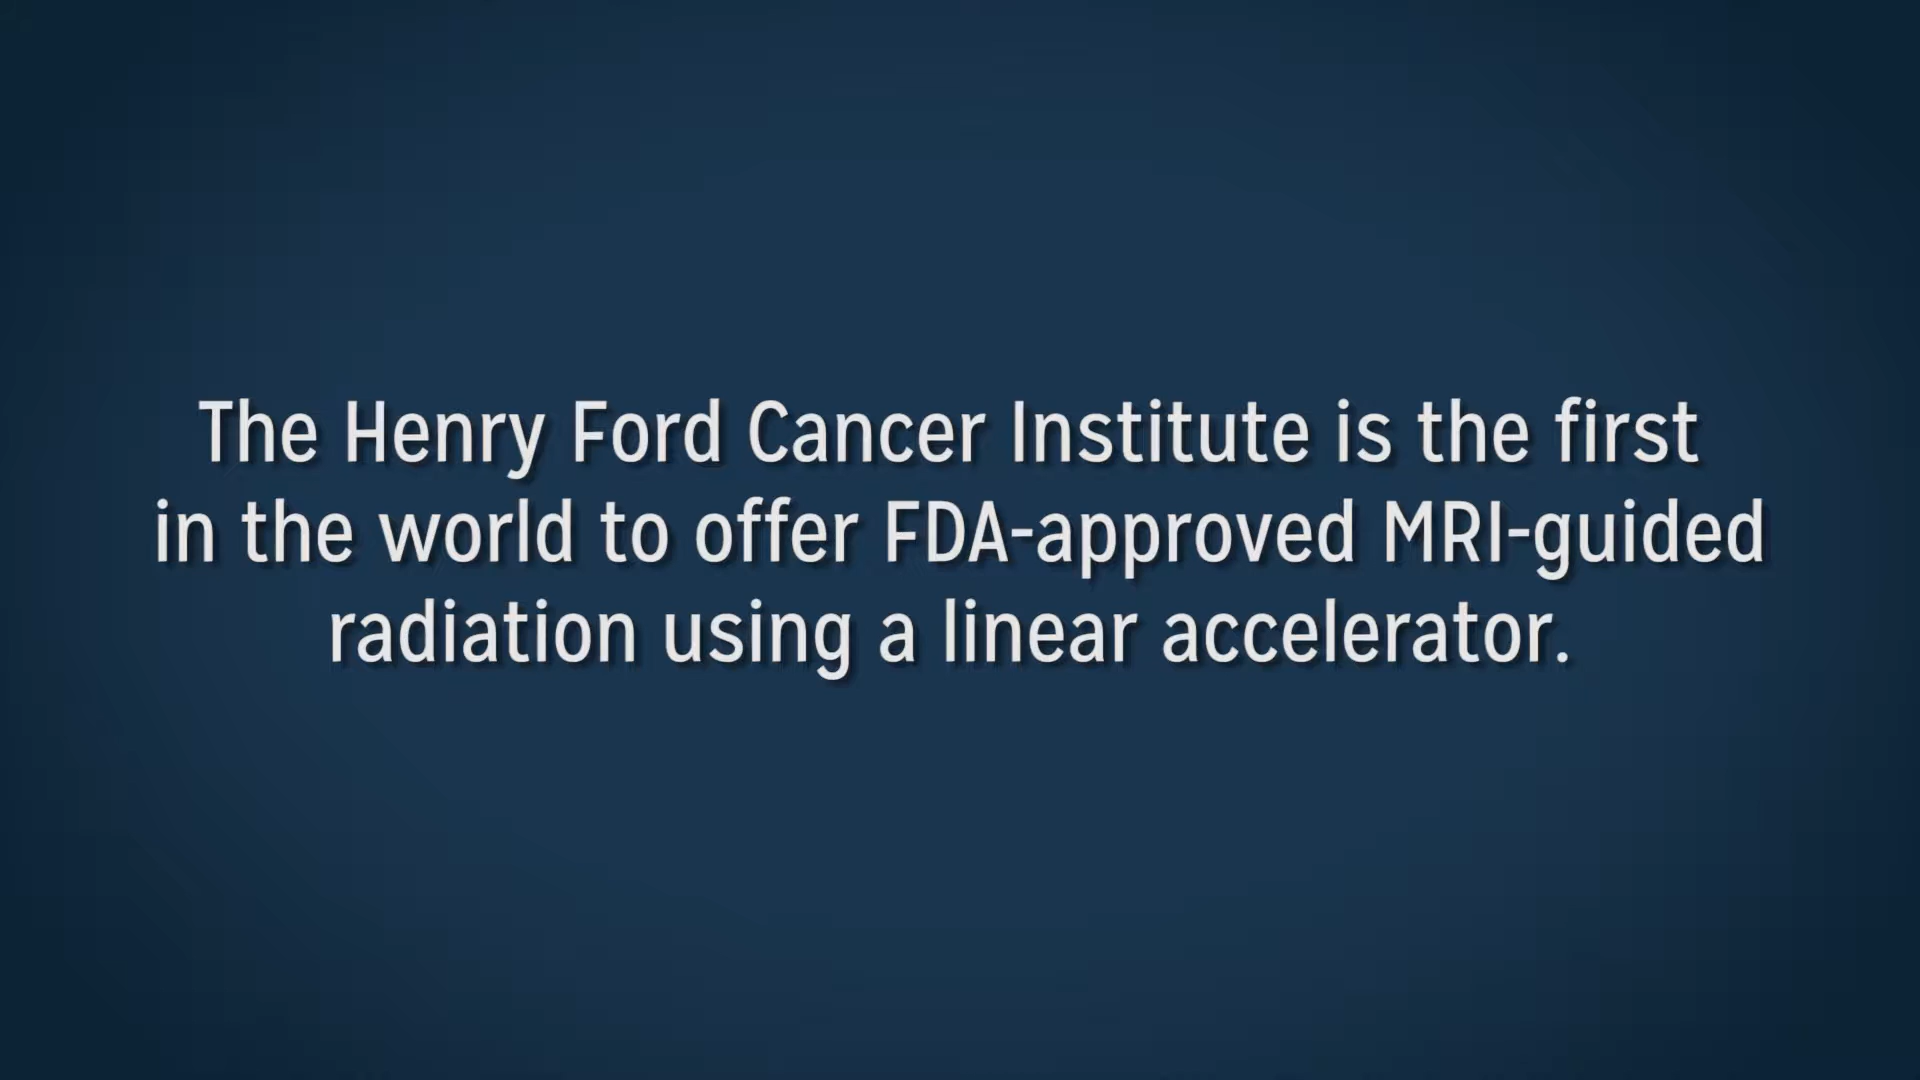 The Henry Ford Cancer Institute is the first
in the world to offer FDA-approved MRI-guided
radiation using a linear accelerator.